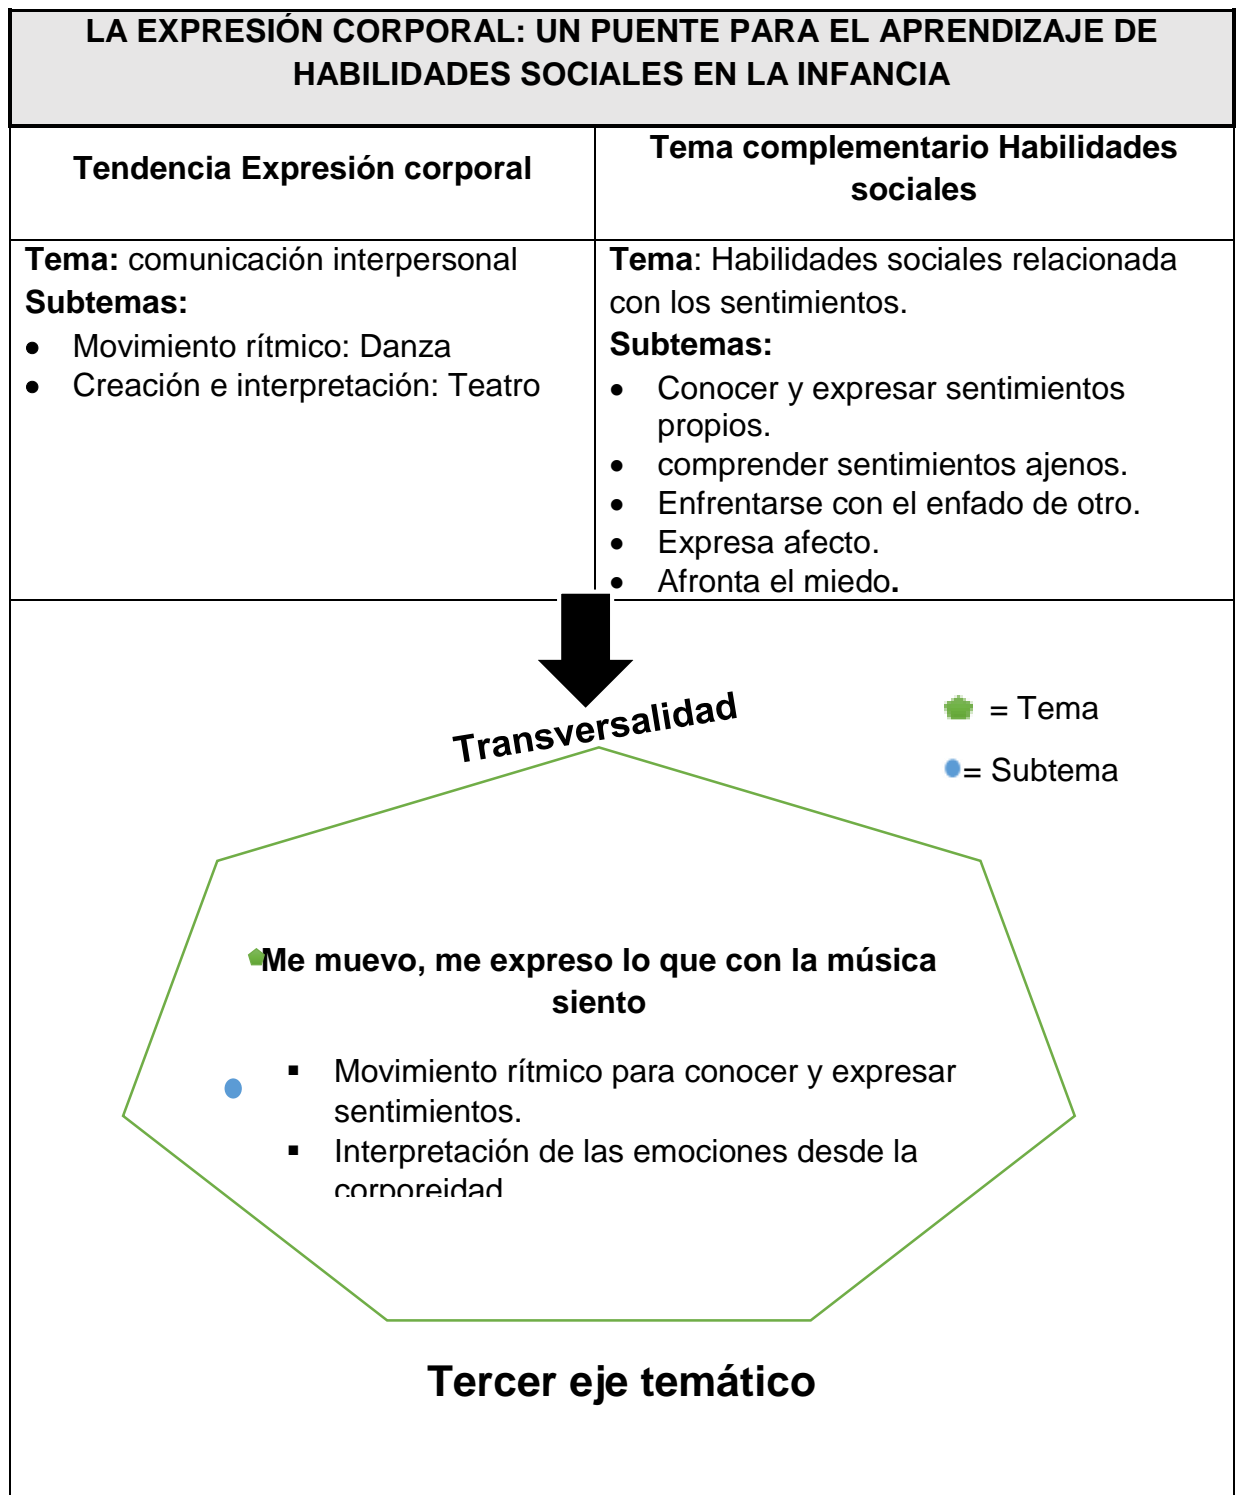 LA EXPRESIÓN CORPORAL: UN PUENTE PARA EL APRENDIZAJE DE
HABILIDADES SOCIALES EN LA INFANCIA
Tendencia Expresión corporal
Tema complementario Habilidades
sociales
Tema: comunicación interpersonal
Subtemas:
• Movimiento rítmico: Danza
• Creación e interpretación: Teatro
Tema: Habilidades sociales relacionada
con los sentimientos.
Subtemas:
• Conocer y expresar sentimientos
propios.
• comprender sentimientos ajenos.
• Enfrentarse con el enfado de otro.
• Expresa afecto.
• Afronta el miedo.
Transversalidad
= Tema
= Subtema
Me muevo, me expreso lo que con la música
siento
▪ Movimiento rítmico para conocer y expresar
sentimientos.
▪ Interpretación de las emociones desde la
corporeidad
Tercer eje temático